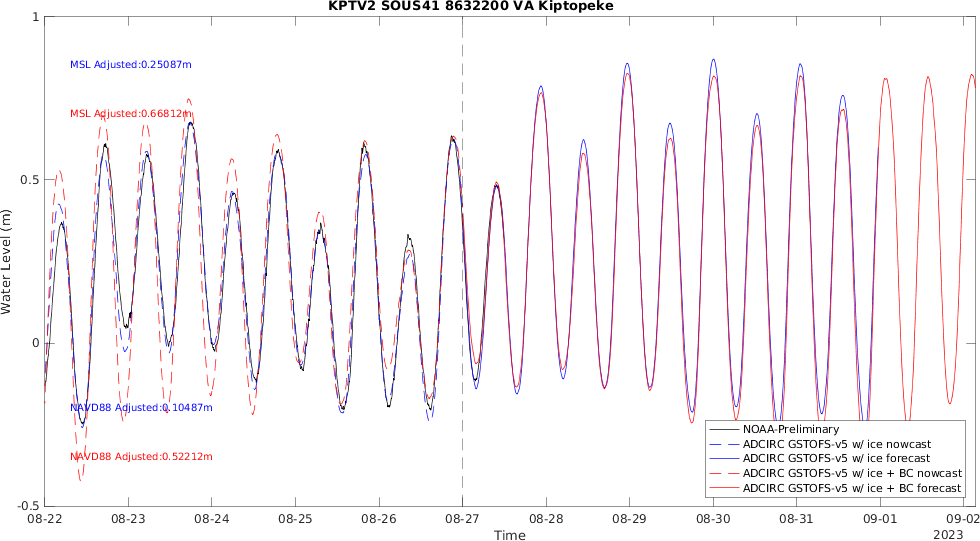 KPTV2 SOUS41 8632200 VA Kiptopeke
1
0.5
0
-0.5
Water Level (m)
MSL Adjusted:0.25087m
MSL Adjusted:0.66812m
NAVD88 Adjusted:0.10487m
NAVD88 Adjusted:0.52212m
NOAA-Preliminary
ADCIRC GSTOFS-v5 w/ ice nowcast
ADCIRC GSTOFS-v5 w/ ice forecast
ADCIRC GSTOFS-v5 w/ ice + BC nowcast
ADCIRC GSTOFS-v5 w/ ice + BC forecast
08-22 08-23 08-24 08-25 08-26 08-27 08-28 08-29 08-30 08-31 09-01 09-02
Time
2023